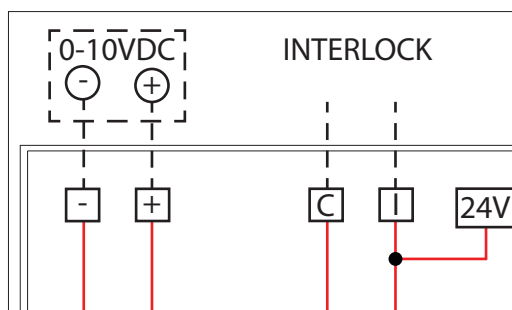 0-10VDC INTERLOCK
- +
- + C I 24V